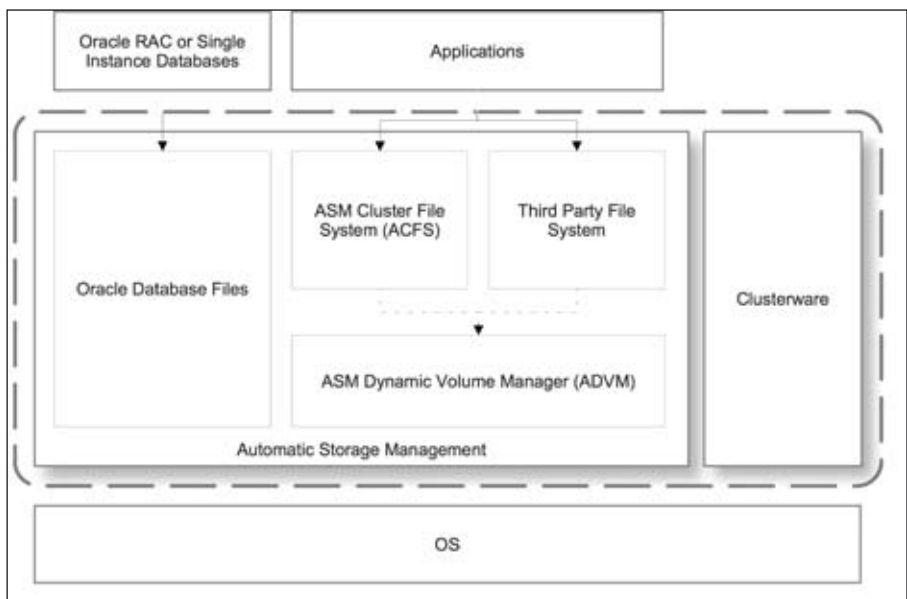 Oracle RAC or Single
Instance Databases
Applications
Oracle Database Files
ASM Cluster File
System (ACFS)
Third Party File
System
Clusterware
ASM Dynamic Volume Manager (ADVM)
Automatic Storage Management
OS